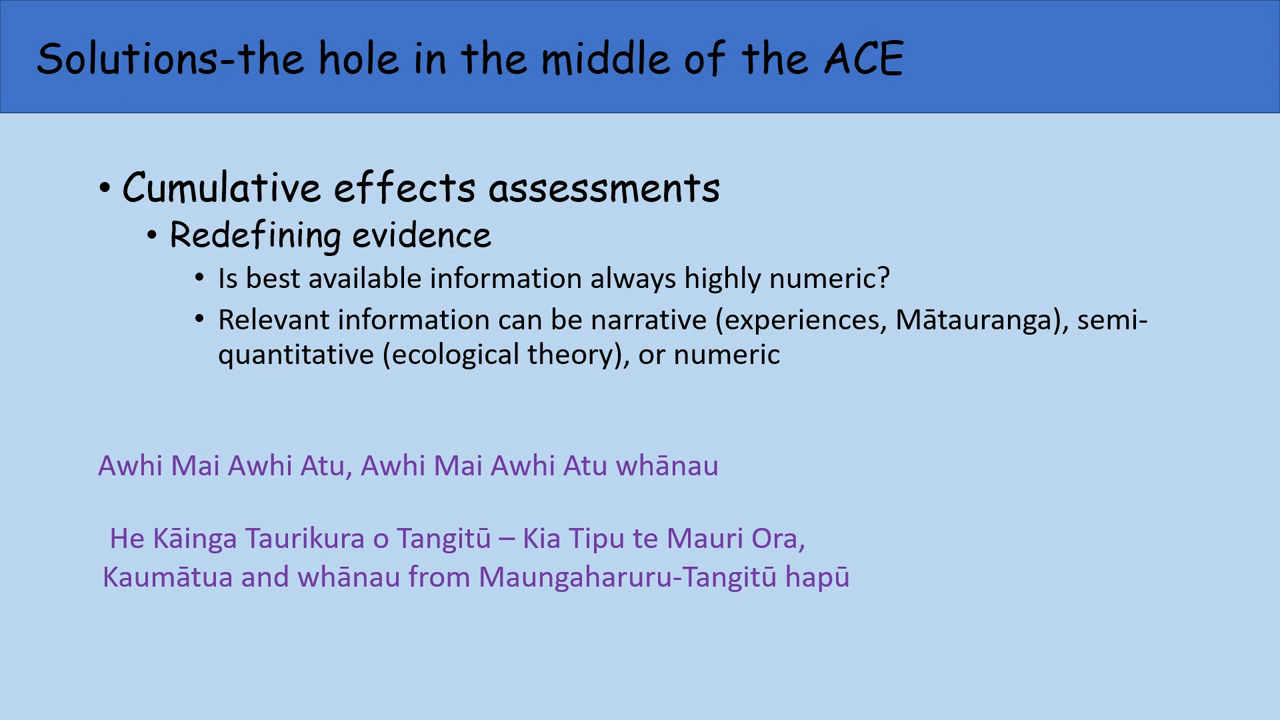 Solutions-the hole in the middle of the ACE
• Cumulative effects assessments
• Redefining evidence
• Is best available information always highly numeric?
• Relevant information can be narrative (experiences, Mātauranga), semi-
quantitative (ecological theory), or numeric
Awhi Mai Awhi Atu, Awhi Mai Awhi Atu whānau
He Kāinga Taurikura o Tangitū – Kia Tipu te Mauri Ora,
Kaumātua and whānau from Maungaharuru-Tangitū hapū